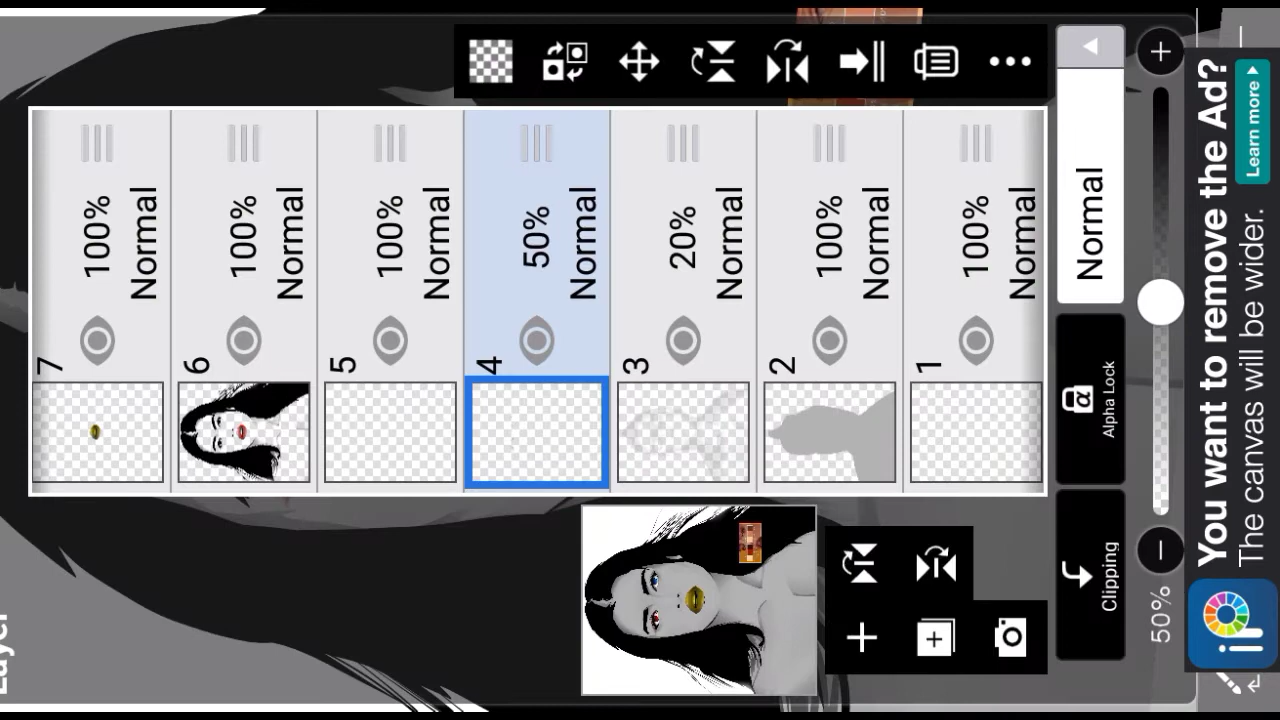 Layer
7
100%
Normal
6
100%
Normal
5
100%
Normal
4
50%
Normal
3
20%
Normal
2
100%
Normal
1
100%
Normal
Clipping
α
Alpha Lock
Normal
50%
You want to remove the Ad?
The canvas will be wider.
Learn more